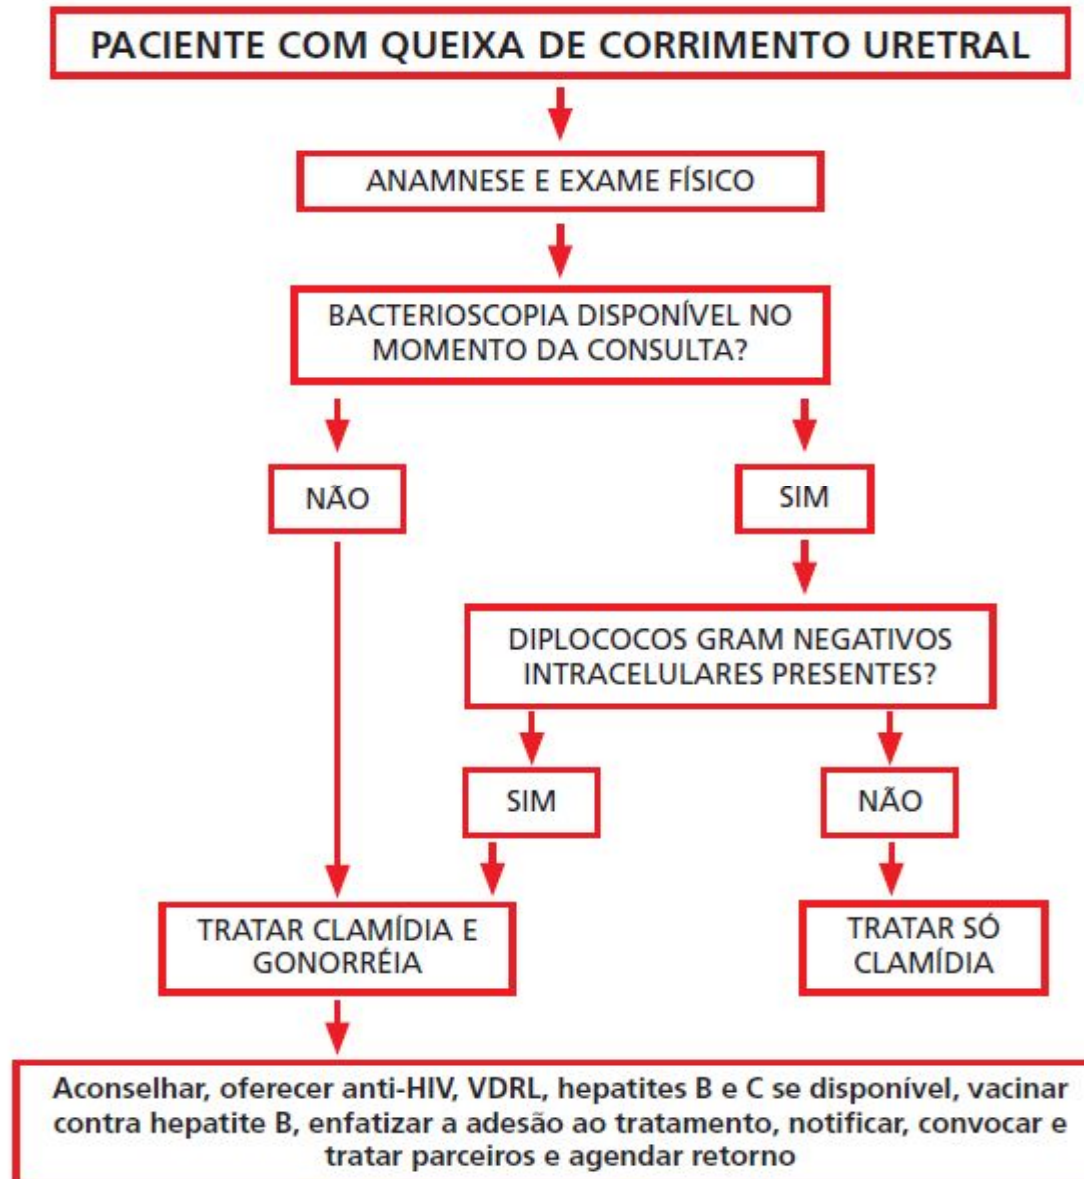 PACIENTE COM QUEIXA DE CORRIMENTO URETRAL
ANAMNESE E EXAME FÍSICO
BACTERIOSCOPIA DISPONÍVEL NO
MOMENTO DA CONSULTA?
NÃO
SIM
DIPLOCOCOS GRAM NEGATIVOS
INTRACELULARES PRESENTES?
SIM
NÃO
TRATAR CLAMÍDIA E
GONORRÉIA
TRATAR SÓ
CLAMÍDIA
Aconselhar, oferecer anti-HIV, VDRL, hepatites B e C se disponível, vacinar
contra hepatite B, enfatizar a adesão ao tratamento, notificar, convocar e
tratar parceiros e agendar retorno